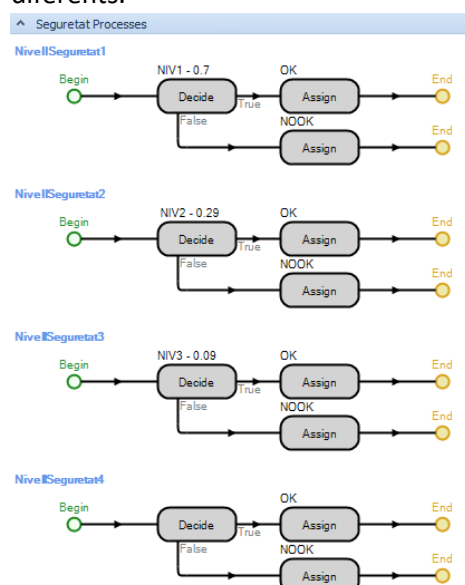 diferents.
Seguretat Processes
NivellSeguretat1
NIV1 - 0.7
OK
Begin
End
Decide
True
Assign
False
NOOK
End
Assign
NivellSeguretat2
NIV2 - 0.29
OK
Begin
End
Decide
True
Assign
False
NOOK
End
Assign
NivellSeguretat3
NIV3 - 0.09
OK
Begin
End
Decide
True
Assign
False
NOOK
End
Assign
NivellSeguretat4
OK
Begin
End
Decide
True
Assign
False
NOOK
End
Assign